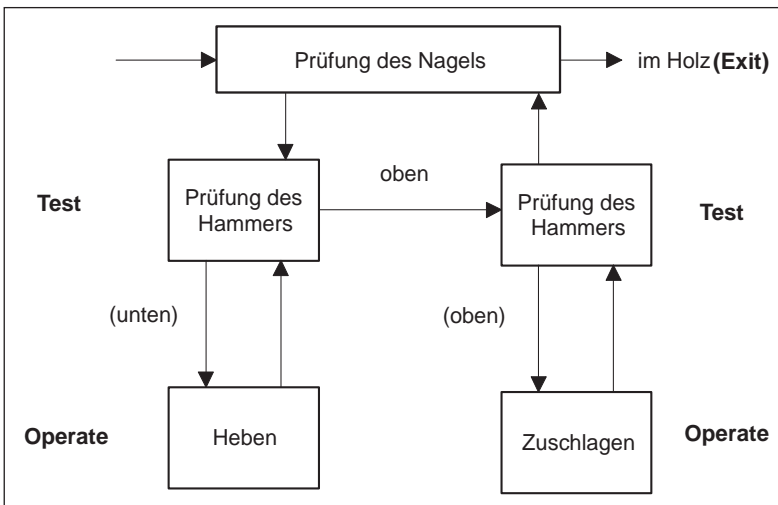 Prüfung des Nagels
im Holz (Exit)
oben
Test
Prüfung des
Hammers
Prüfung des
Hammers
Test
(unten)
(oben)
Operate
Heben
Zuschlagen
Operate